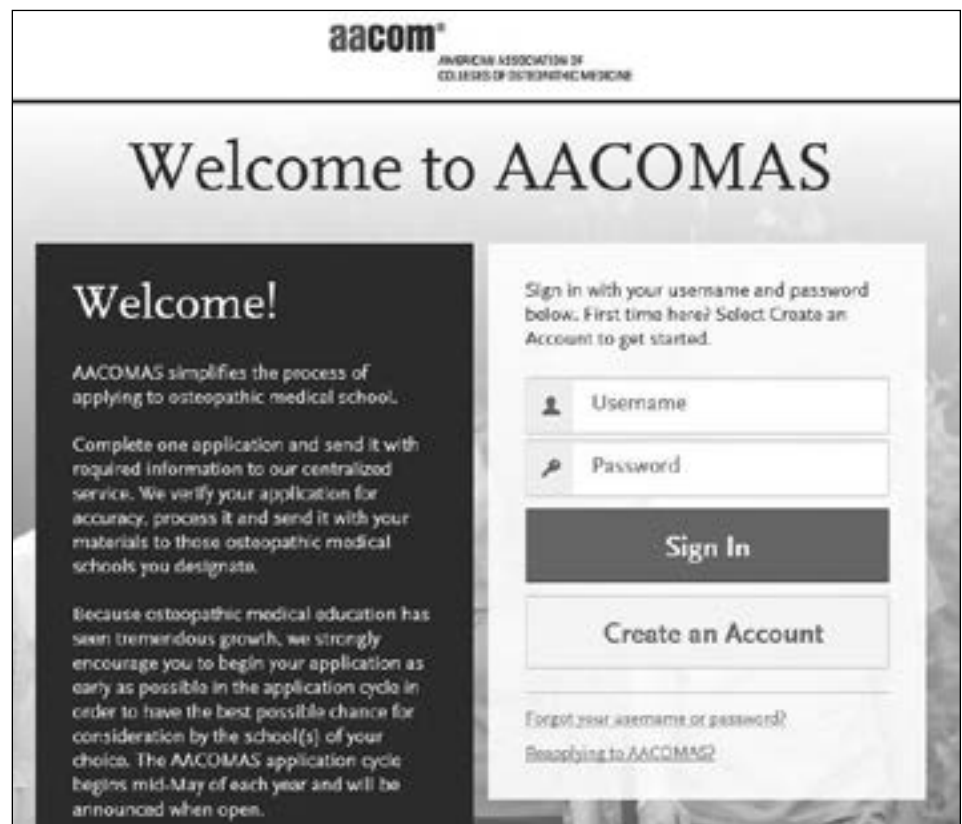 aacom®
AMERICAN ASSOCIATION OF
COLLEGES OF OSTEOPATHIC MEDICINE
Welcome to AACOMAS
Welcome!
AACOMAS simplifies the process of
applying to osteopathic medical school.
Complete one application and send it with
required information to our centralized
service. We verify your application for
accuracy, process it and send it with your
materials to those osteopathic medical
schools you designate.
Because osteopathic medical education has
seen tremendous growth, we strongly
encourage you to begin your application as
early as possible in the application cycle in
order to have the best possible chance for
consideration by the school(s) of your
choice. The AACOMAS application cycle
begins mid-May of each year and will be
announced when open.
Sign in with your username and password
below. First time here? Select Create an
Account to get started.
Username
Password
Sign In
Create an Account
Forgot your username or password?
Reapplying to AACOMAS?